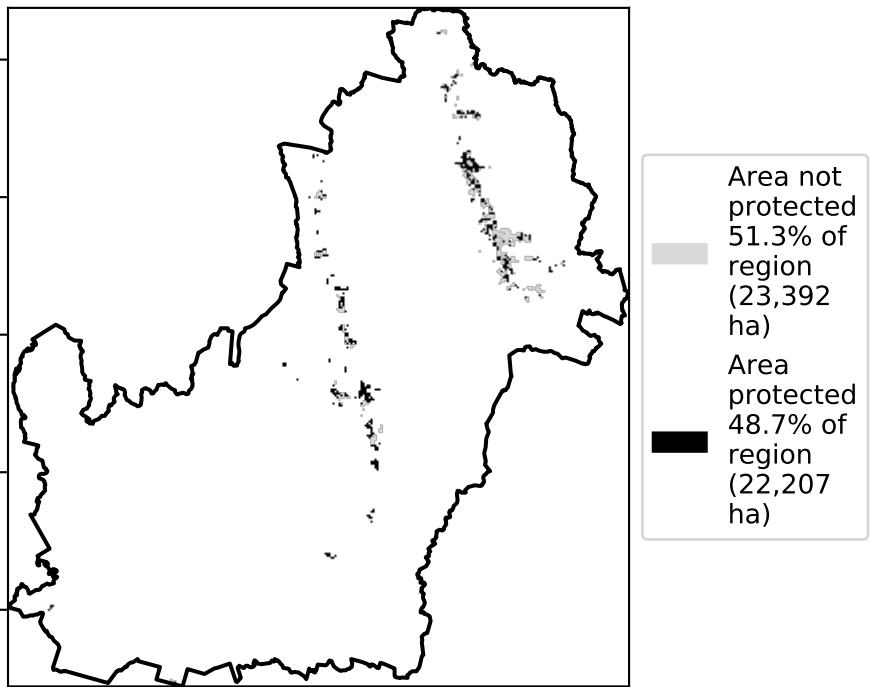 Area not
protected
51.3% of
region
(23,392
ha)
Area
protected
48.7% of
region
(22,207
ha)